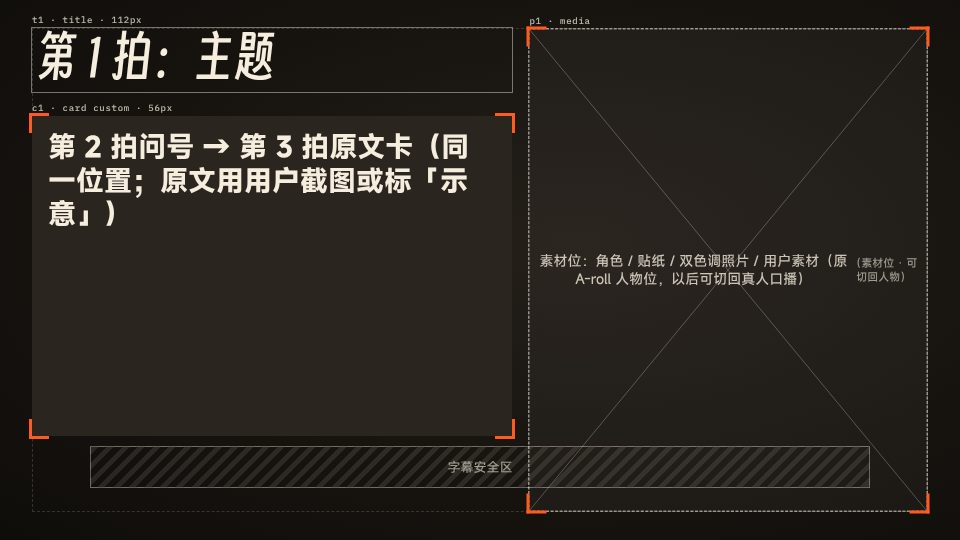 t1 · title · 112px
第1拍：主题
c1 · card custom · 56px
第 2 拍问号 → 第 3 拍原文卡（同
一位置；原文用用户截图或标「示
意」）
p1 · media
素材位：角色 / 贴纸 / 双色调照片 / 用户素材（原
A-roll 人物位，以后可切回真人口播）
(素材位 · 可
切回人物)
字幕安全区